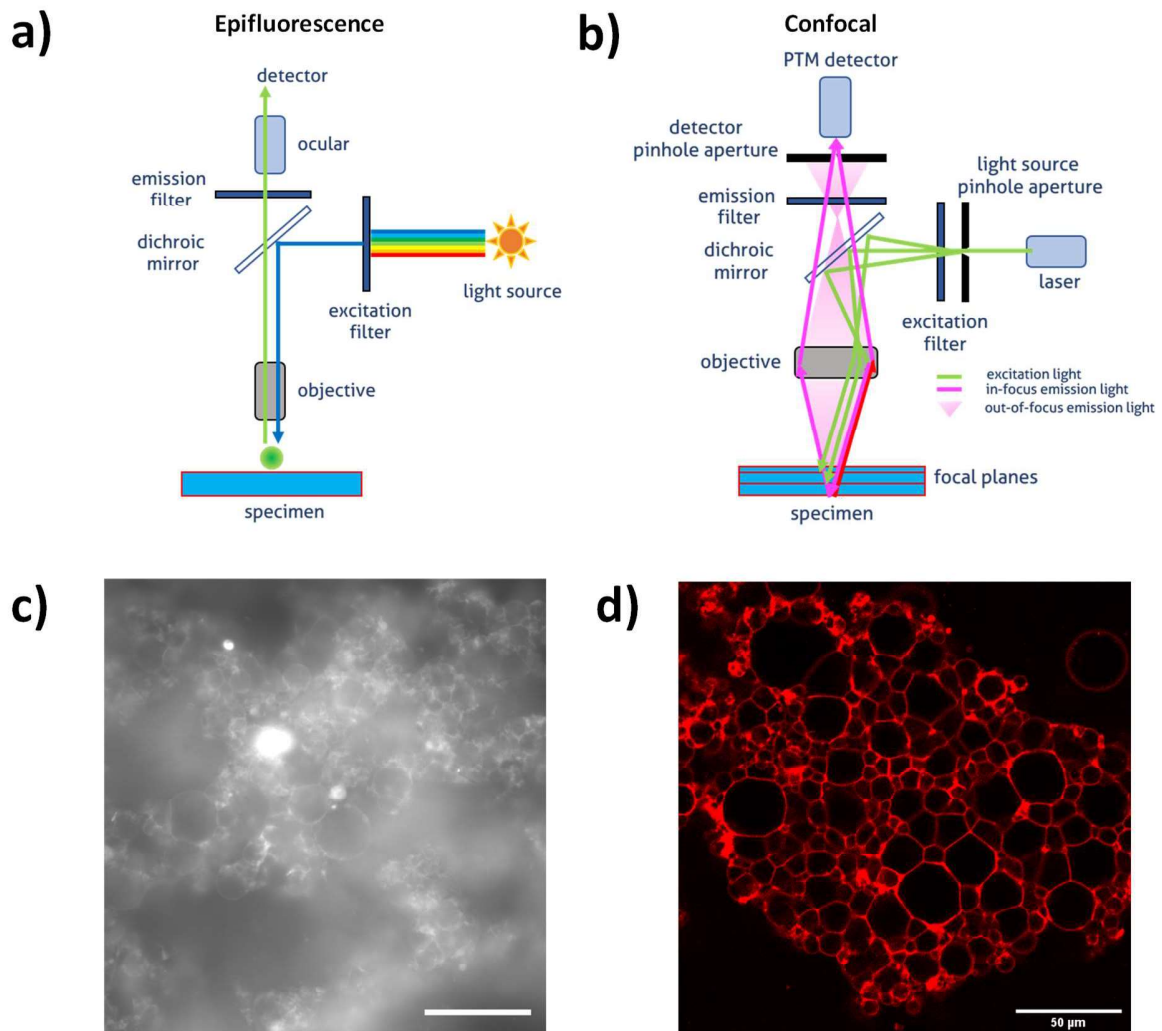 a)
Epifluorescence
detector
ocular
emission
filter
dichroic
mirror
light source
excitation
filter
objective
specimen
b)
Confocal
PTM detector
detector
pinhole aperture
light source
pinhole aperture
emission
filter
dichroic
mirror
laser
excitation
filter
objective
excitation light
in-focus emission light
out-of-focus emission light
focal planes
specimen
c)
d)
50 µm